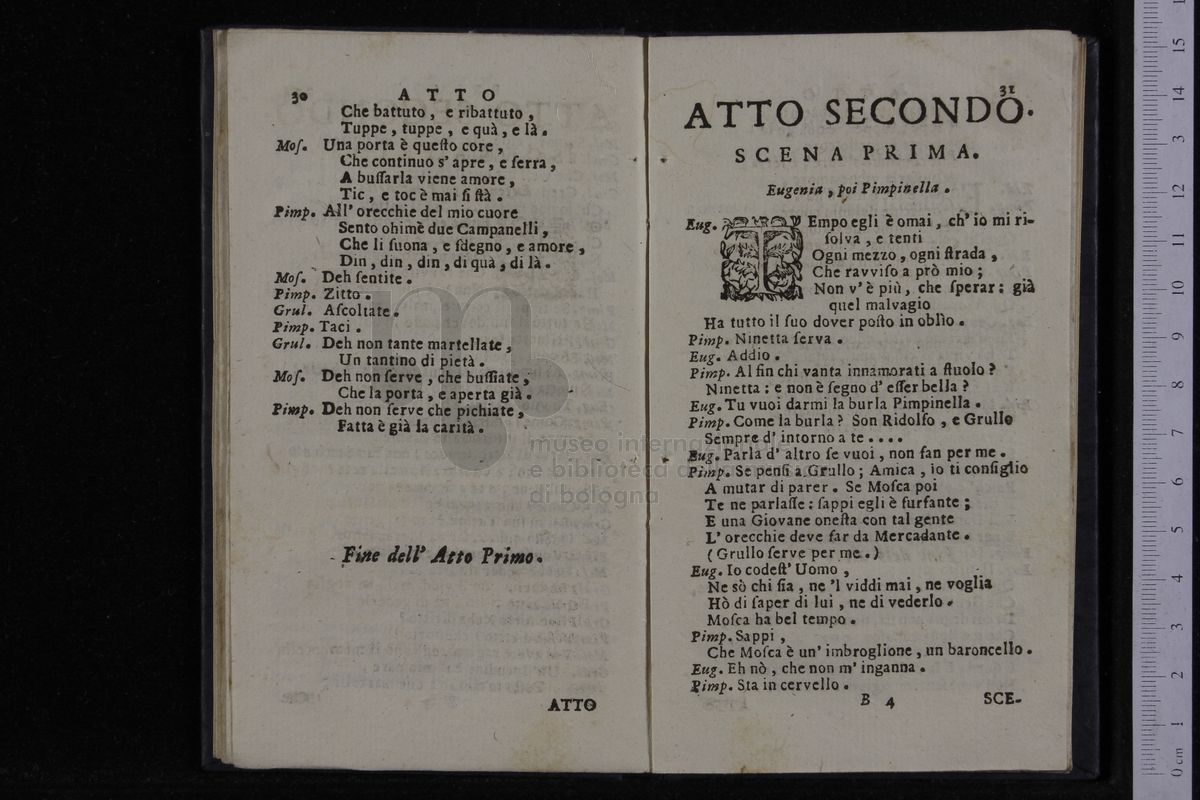 30 ATTO
Che battuto, e ribattuto,
Tuppe, tuppe, e quà, e là.
Moſ. Una porta è queſto core,
Che continuo s'apre, e ſerra,
A buſſarla viene amore,
Tic, e toc è mai ſi ſtà.
Pimp. All' orecchie del mio cuore
Sento ohimè due Campanelli,
Che li ſuona, e ſdegno, e amore,
Din, din, din, di quà, di là.
Moſ. Deh ſentite.
Pimp. Zitto.
Grul. Aſcoltate.
Pimp. Taci.
Grul. Deh non tante martellate,
Un tantino di pietà.
Moſ. Deh non ſerve, che buſſiate,
Che la porta, e aperta già.
Pimp. Deh non ſerve che pichiate,
Fatta è già la carità.
Fine dell' Atto Primo.
ATTO
31
ATTO SECONDO.
SCENA PRIMA.
Eugenia, poi Pimpinella.
Eug. TEmpo egli è omai, ch' io mi ri-
ſolva, e tenti
Ogni mezzo, ogni ſtrada,
Che ravviſo a prò mio;
Non v' è più, che ſperar: già
quel malvagio
Ha tutto il ſuo dover poſto in oblìo.
Pimp. Ninetta ſerva.
Eug. Addio.
Pimp. Al fin chi vanta innamorati a ſtuolo?
Ninetta: e non è ſegno d' eſſer bella?
Eug. Tu vuoi darmi la burla Pimpinella.
Pimp. Come la burla? Son Ridolfo, e Grullo
Sempre d' intorno a te....
Eug. Parla d' altro ſe vuoi, non fan per me.
Pimp. Se penſi a Grullo; Amica, io ti conſiglio
A mutar di parer. Se Moſca poi
Te ne parlaſſe: ſappi egli è furfante;
E una Giovane oneſta con tal gente
L' orecchie deve far da Mercadante.
(Grullo ſerve per me.)
Eug. Io codeſt' Uomo,
Ne sò chi ſia, ne 'l viddi mai, ne voglia
Hò di ſaper di lui, ne di vederlo.
Moſca ha bel tempo.
Pimp. Sappi,
Che Moſca è un' imbroglione, un baroncello.
Eug. Eh nò, che non m' inganna.
Pimp. Sta in cervello.
B 4 SCE-
museo internazionale
e biblioteca della musica
di bologna